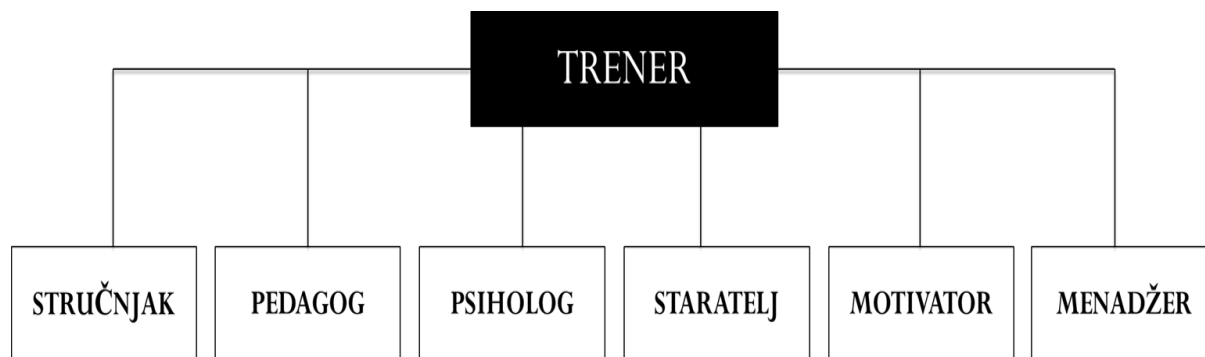 TRENER
STRUČNJAK
PEDAGOG
PSIHOLOG
STARATELJ
MOTIVATOR
MENADŽER